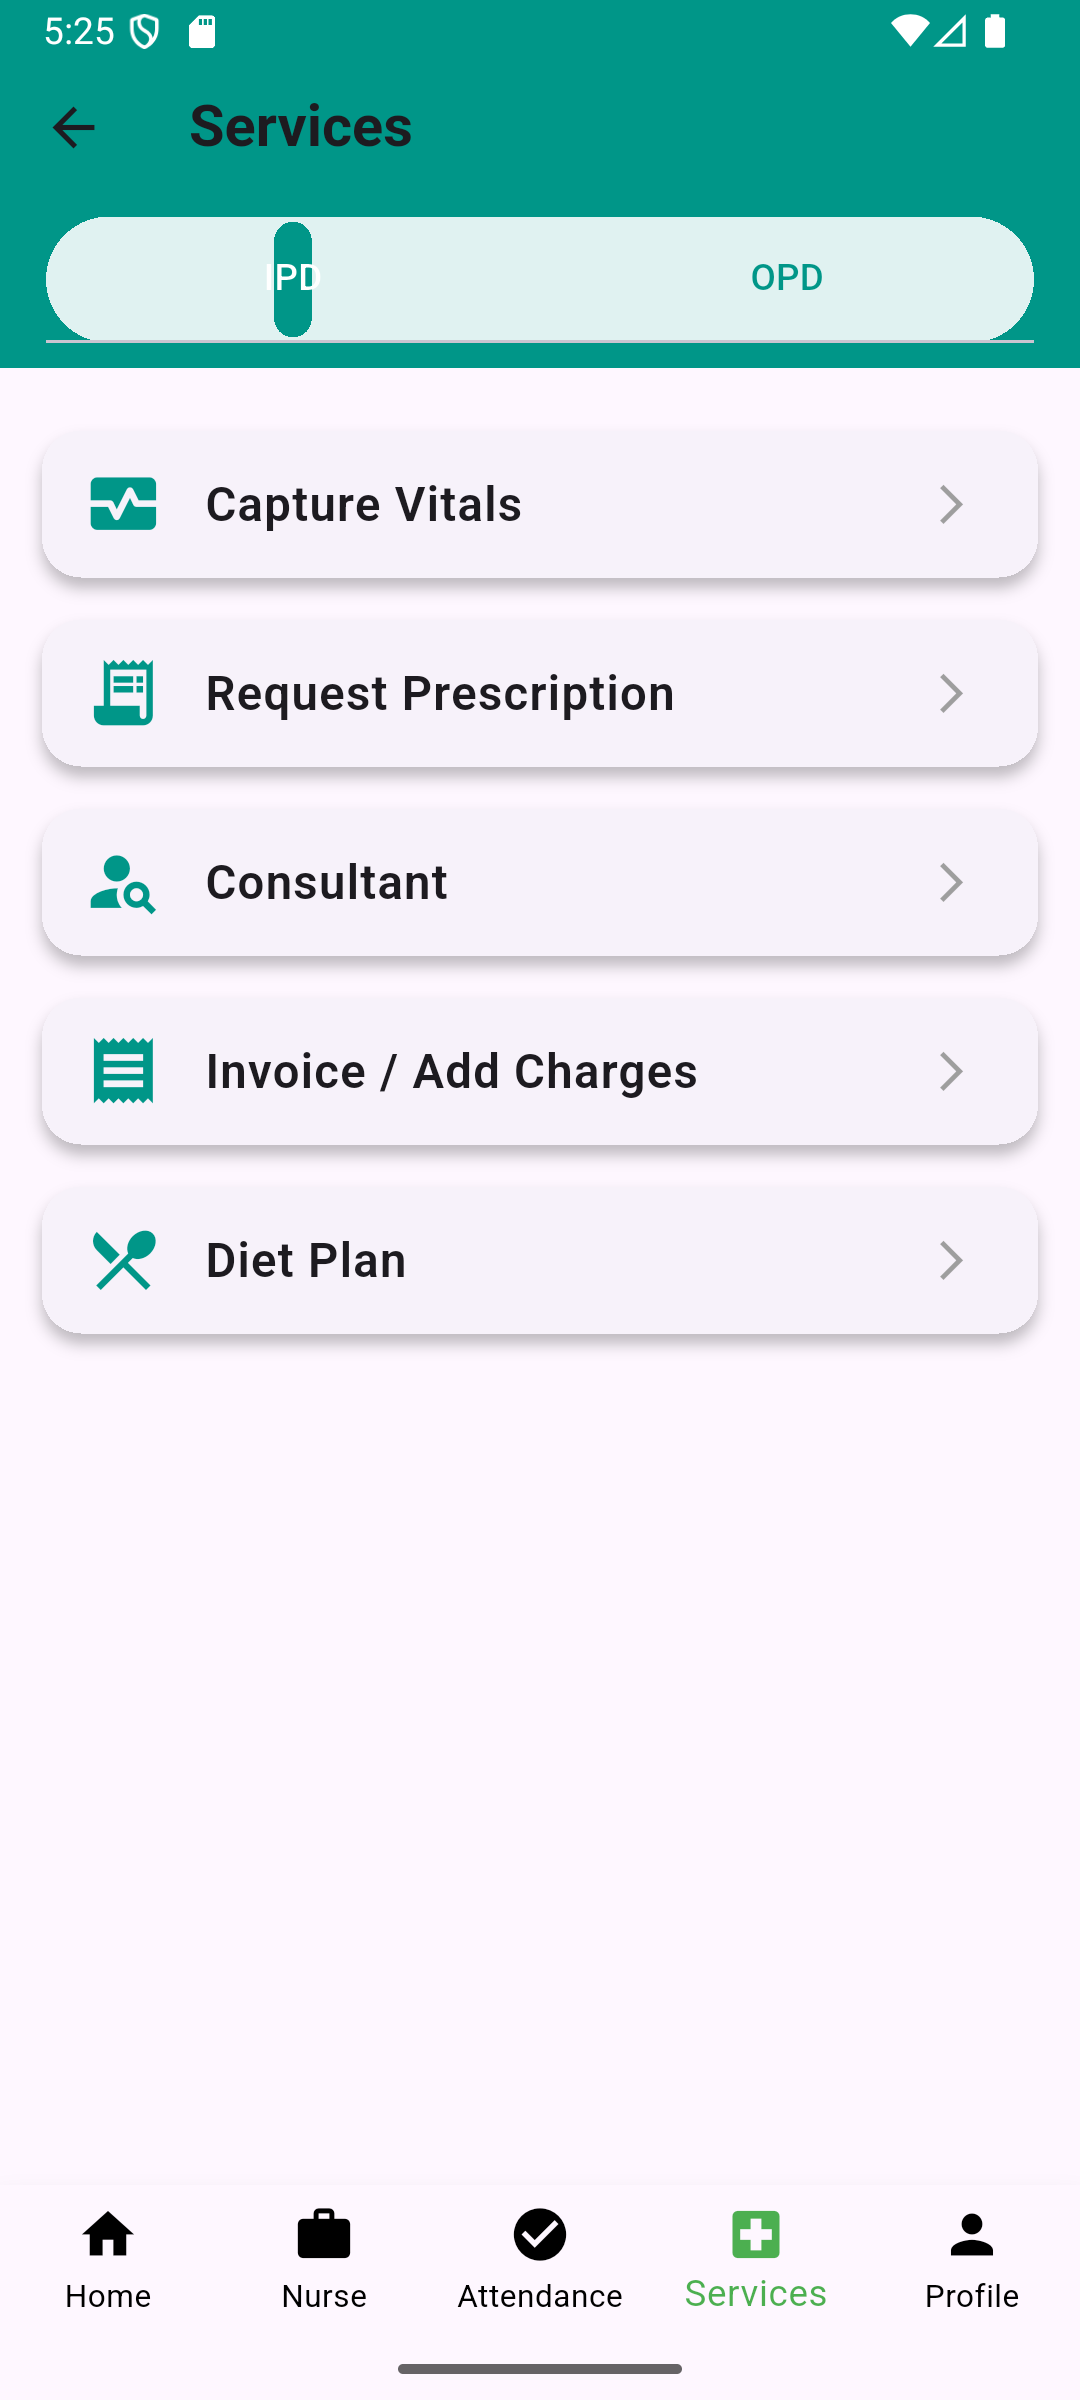 5:25
Services
IPD
OPD
Capture Vitals
Request Prescription
Consultant
Invoice / Add Charges
Diet Plan
Home
Nurse
Attendance
Services
Profile